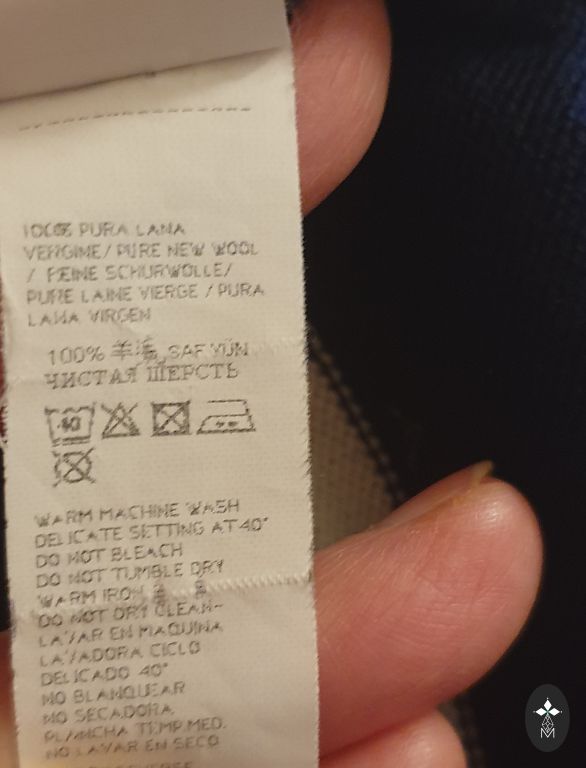 100% PURA LANA
VERGINE / PURE NEW WOOL
/ REINE SCHURWOLLE /
PURE LAINE VIERGE / PURA
LANA VIRGEN
100% 羊毛 SAF YÜN
ЧИСТАЯ ШЕРСТЬ
40
WARM MACHINE WASH
DELICATE SETTING AT 40°
DO NOT BLEACH
DO NOT TUMBLE DRY
WARM IRON
DO NOT DRY CLEAN-
LAVAR EN MAQUINA
LAVADORA CICLO
DELICADO 40°
NO BLANQUEAR
NO SECADORA
PLANCHA TEMP.MED.
NO LAVAR EN SECO
M